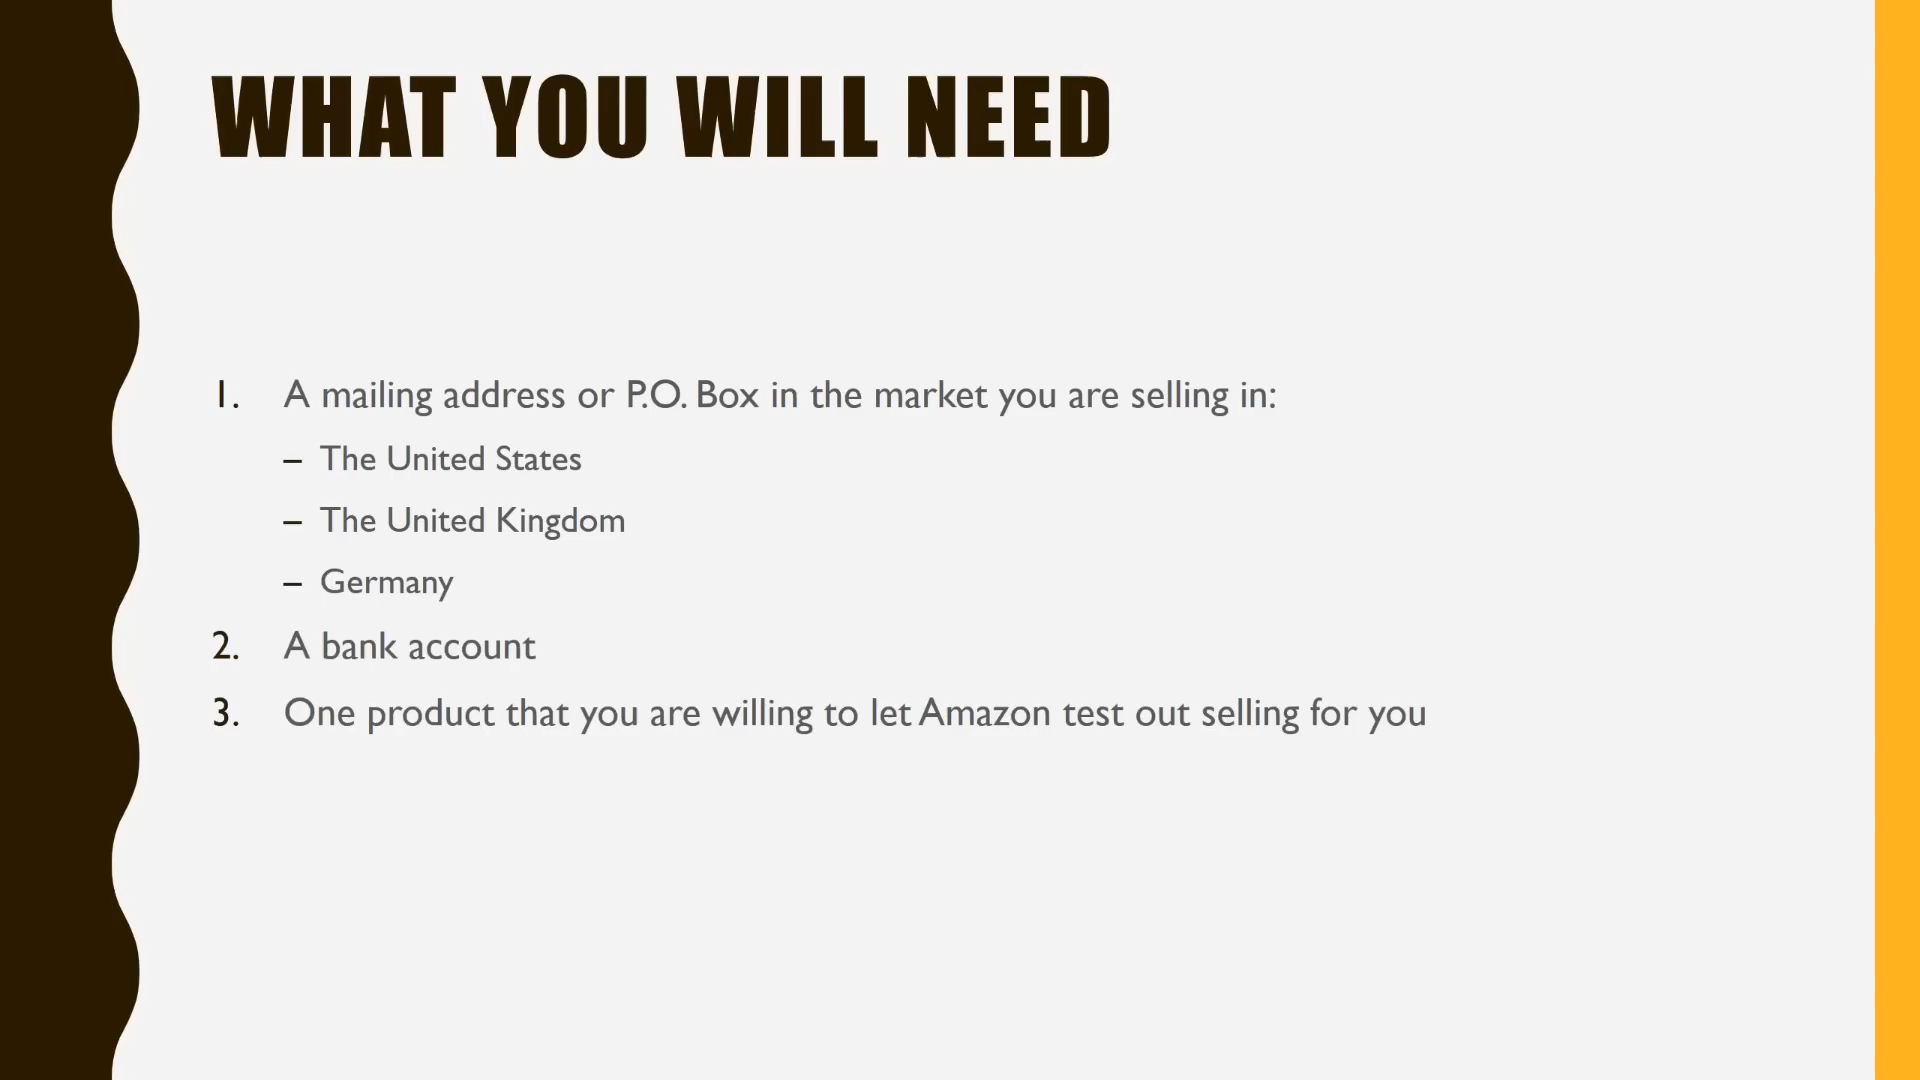 WHAT YOU WILL NEED
1. A mailing address or P.O. Box in the market you are selling in:
– The United States
– The United Kingdom
– Germany
2. A bank account
3. One product that you are willing to let Amazon test out selling for you